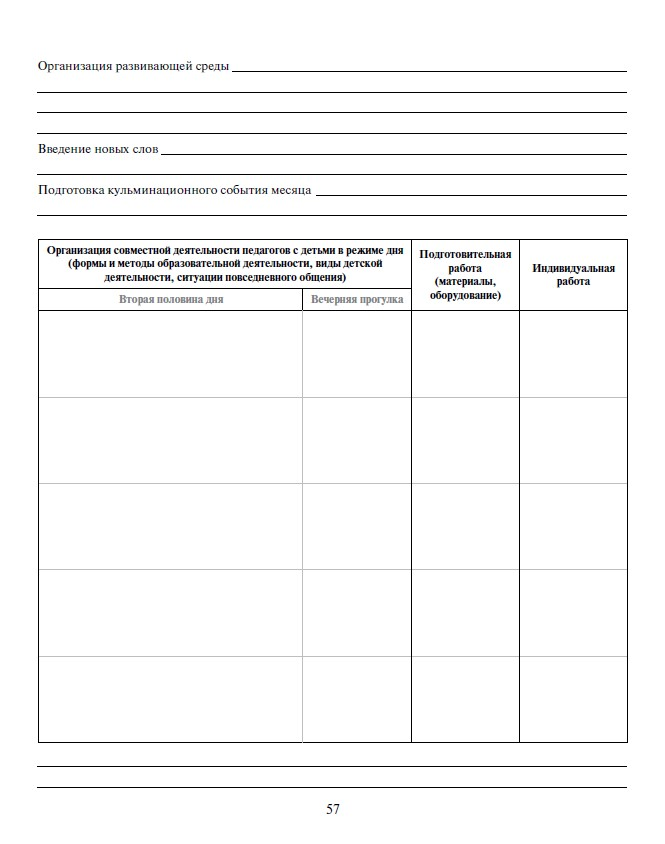 Организация развивающей среды
Введение новых слов
Подготовка кульминационного события месяца
Организация совместной деятельности педагогов с детьми в режиме дня
(формы и методы образовательной деятельности, виды детской
деятельности, ситуации повседневного общения)
Подготовительная
работа
(материалы,
оборудование)
Индивидуальная
работа
Вторая половина дня
Вечерняя прогулка
57